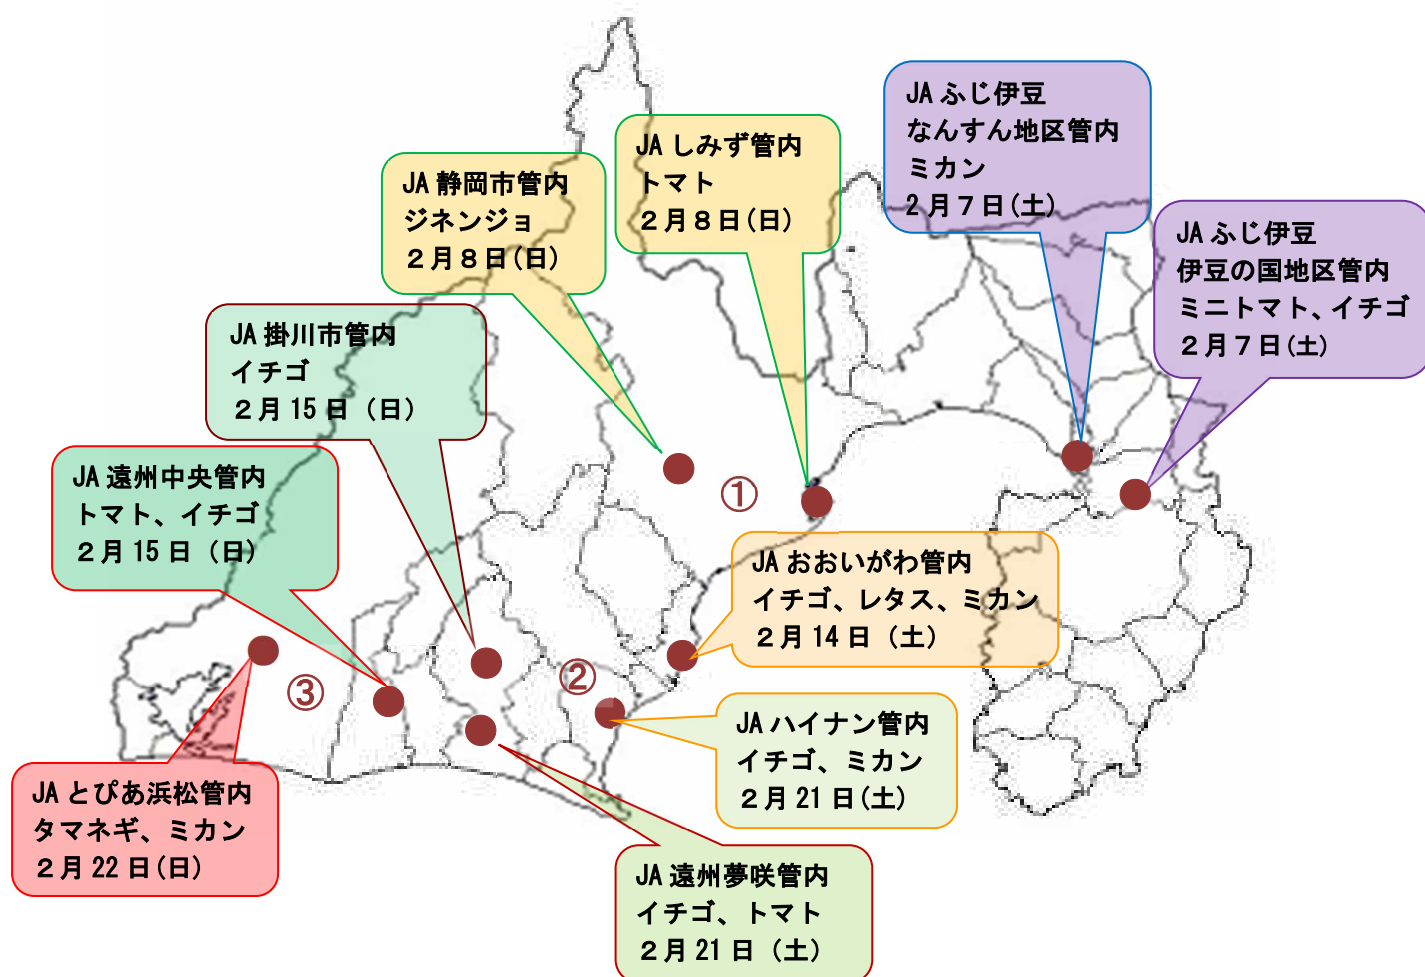 JA ふじ伊豆
なんすん地区管内
ミカン
2月７日(土)
JA しみず管内
トマト
２月８日(日)
JA 静岡市管内
ジネンジョ
２月８日(日)
JA ふじ伊豆
伊豆の国地区管内
ミニトマト、イチゴ
２月７日(土)
JA 掛川市管内
イチゴ
２月 15 日（日）
JA 遠州中央管内
トマト、イチゴ
２月 15 日（日）
①
JA おおいがわ管内
イチゴ、レタス、ミカン
２月 14 日（土）
②
③
JA ハイナン管内
イチゴ、ミカン
２月 21 日(土)
JA とぴあ浜松管内
タマネギ、ミカン
２月 22 日(日)
JA 遠州夢咲管内
イチゴ、トマト
２月 21 日（土）